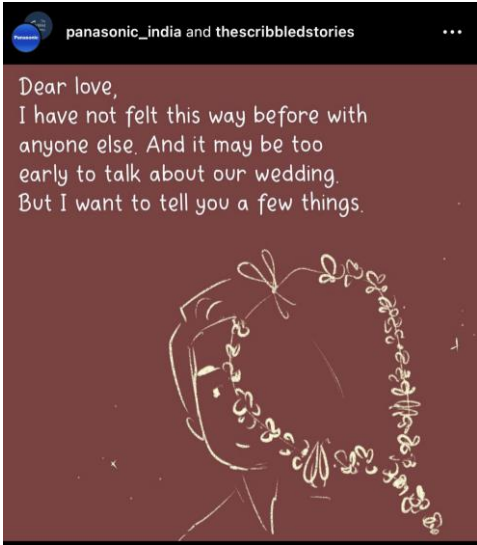 panasonic_india and thescribbledstories
Panasonic
Dear love,
I have not felt this way before with
anyone else. And it may be too
early to talk about our wedding.
But I want to tell you a few things.